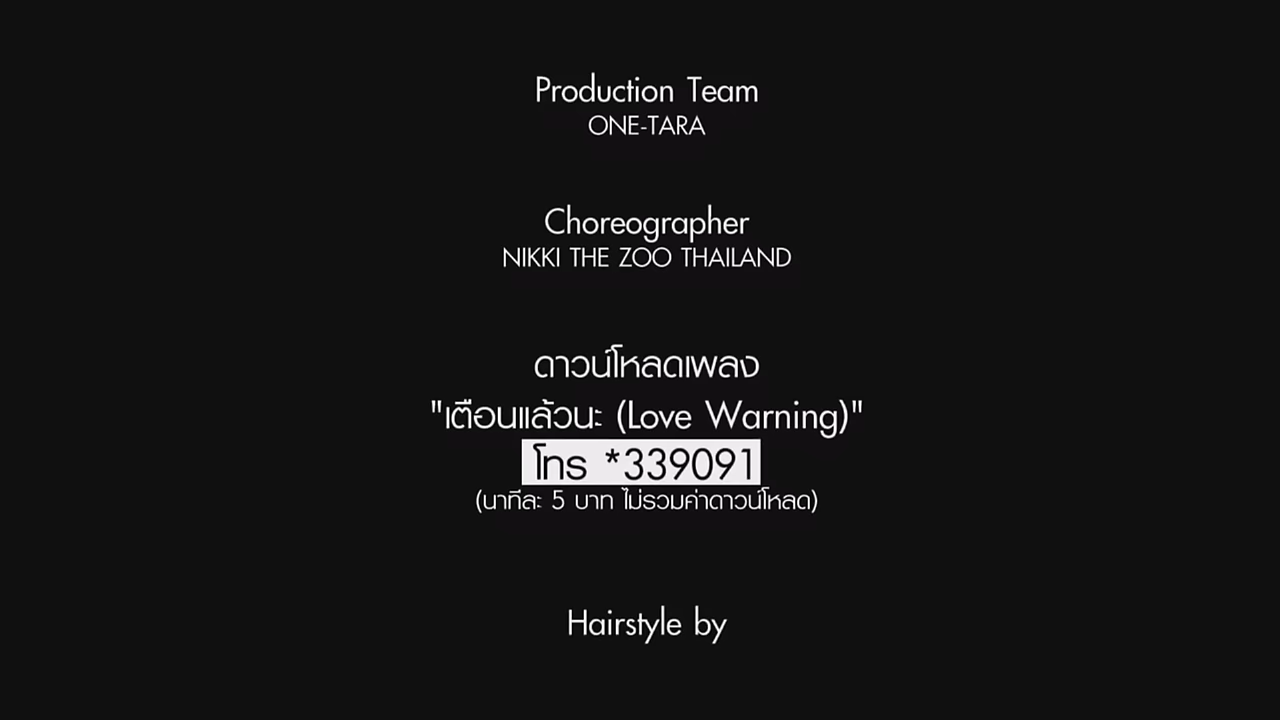 Production Team
ONE-TARA
Choreographer
NIKKI THE ZOO THAILAND
ดาวน์โหลดเพลง
"เตือนแล้วนะ (Love Warning)"
โทร *339091
(นาทีละ 5 บาท ไม่รวมค่าดาวน์โหลด)
Hairstyle by